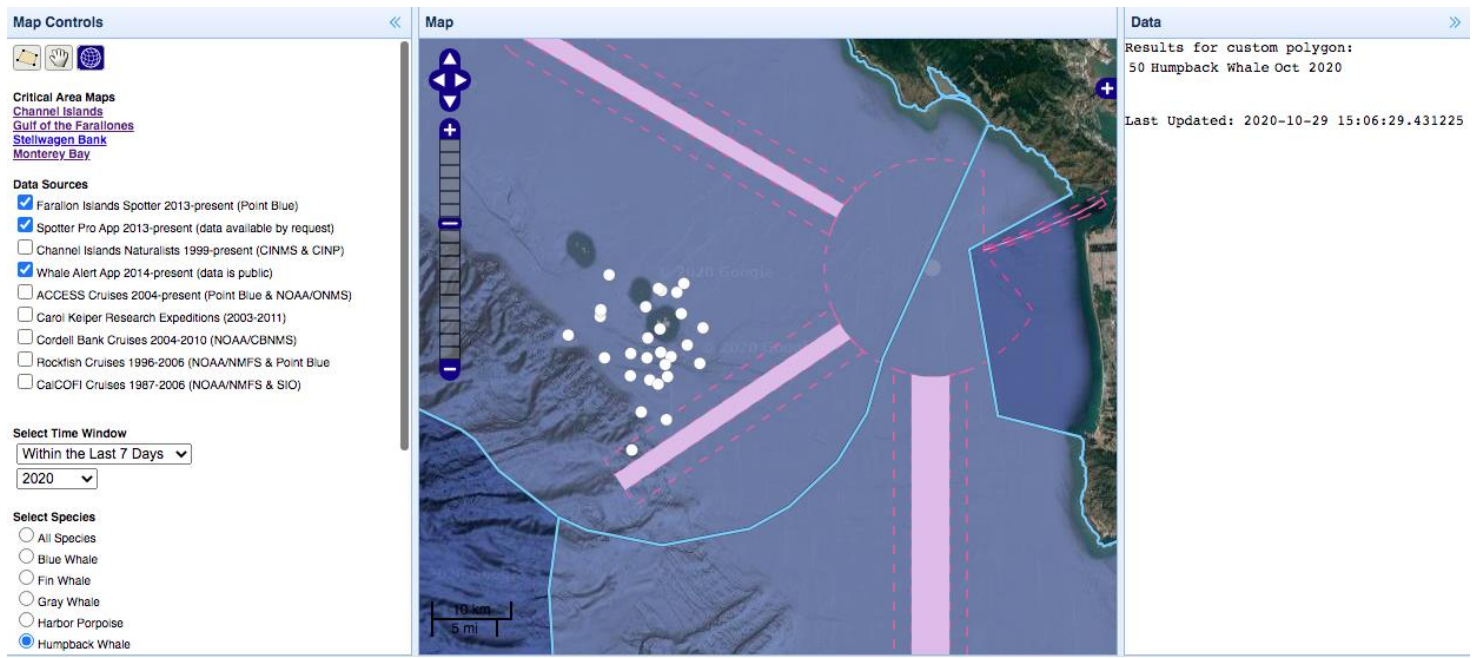 Map Controls
Critical Area Maps
Channel Islands
Gulf of the Farallones
Stellwagen Bank
Monterey Bay
Data Sources
Farallon Islands Spotter 2013-present (Point Blue)
Spotter Pro App 2013-present (data available by request)
Channel Islands Naturalists 1999-present (CINMS & CINP)
Whale Alert App 2014-present (data is public)
ACCESS Cruises 2004-present (Point Blue & NOAA/ONMS)
Carol Keiper Research Expeditions (2003-2011)
Cordell Bank Cruises 2004-2010 (NOAA/CBNMS)
Rockfish Cruises 1996-2006 (NOAA/NMFS & Point Blue
CalCOFI Cruises 1987-2006 (NOAA/NMFS & SIO)
Select Time Window
Within the Last 7 Days
2020
Select Species
All Species
Blue Whale
Fin Whale
Gray Whale
Harbor Porpoise
Humpback Whale
Map
© 2020 Google
2020 Google
10 km
5 mi
Data
Results for custom polygon:
50 Humpback Whale Oct 2020
Last Updated: 2020-10-29 15:06:29.431225